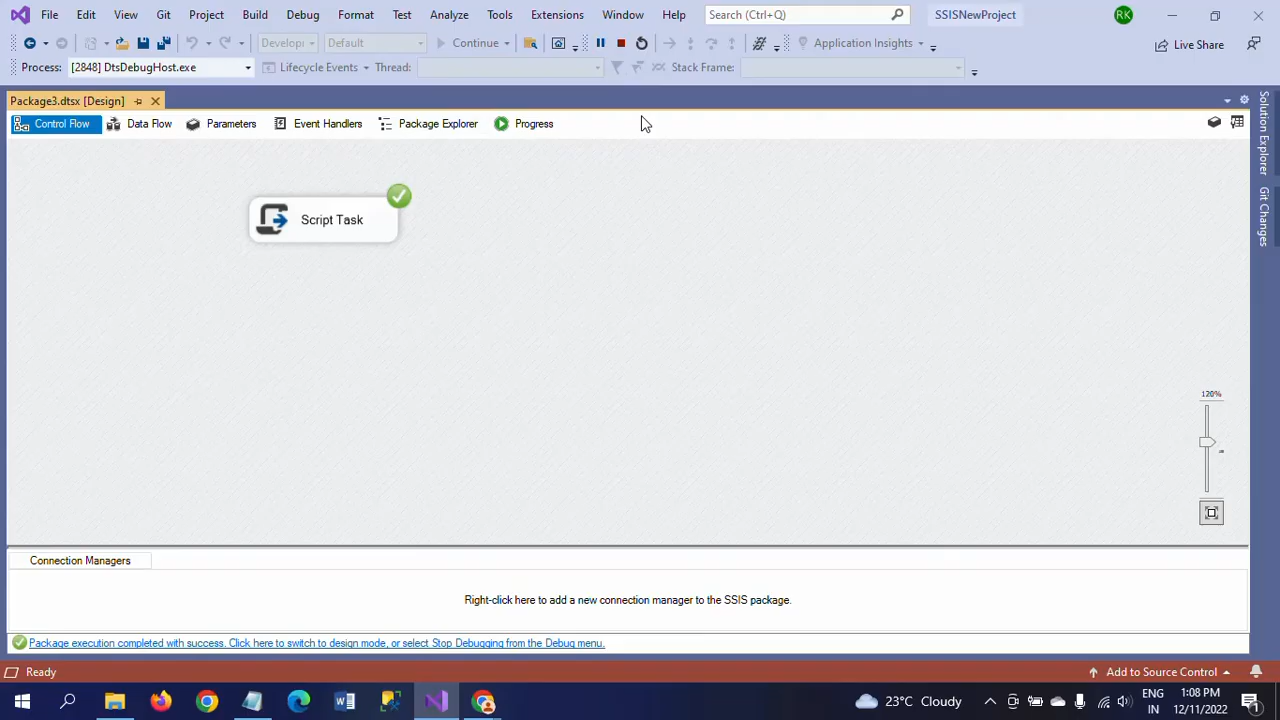 File Edit View Git Project Build Debug Format Test Analyze Tools Extensions Window Help Search (Ctrl+Q) SSISNewProject RK
Developi Default Continue Application Insights Live Share
Process: [2848] DtsDebugHost.exe Lifecycle Events Thread: Stack Frame:
Package3.dtsx [Design]
Control Flow Data Flow Parameters Event Handlers Package Explorer Progress
Solution Explorer
Git Changes
Script Task
120%
Connection Managers
Right-click here to add a new connection manager to the SSIS package.
Package execution completed with success. Click here to switch to design mode, or select Stop Debugging from the Debug menu.
Ready Add to Source Control
23°C Cloudy ENG 1:08 PM
IN 12/11/2022 1